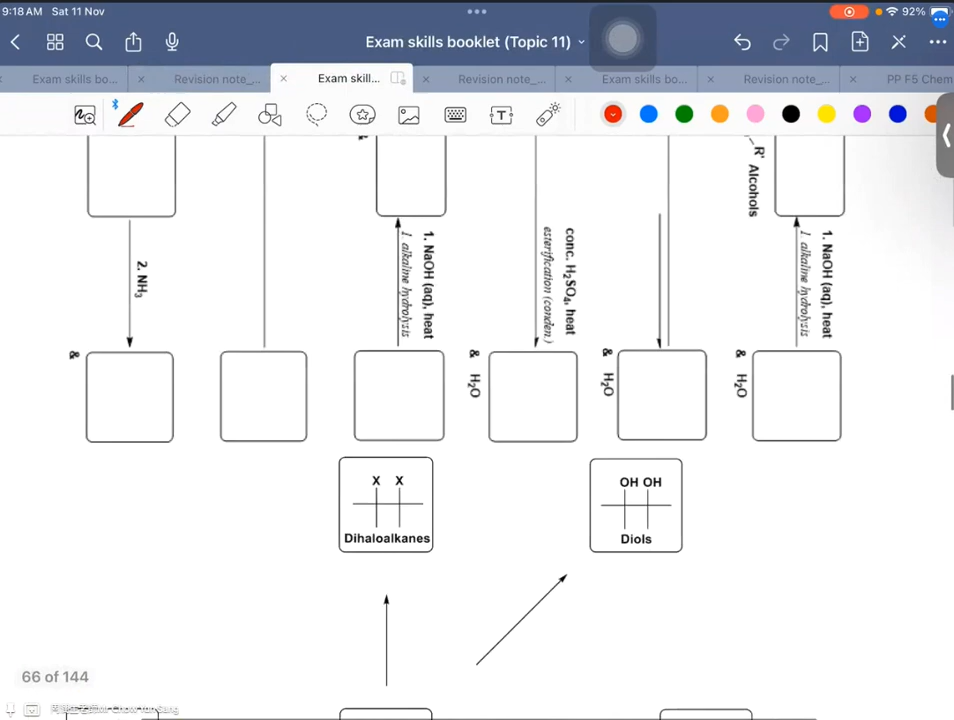 9:18 AM Sat 11 Nov
92%
Exam skills booklet (Topic 11)
Exam skills bo...
Revision note_...
Exam skill...
Revision note_...
Exam skills bo...
Revision note_...
PP F5 Chem
T
2. NH3
&
1. NaOH (aq), heat
alkaline hydrolysis
conc. H2SO4, heat
esterification (conden.)
& H2O
& H2O
R' Alcohols
1. NaOH (aq), heat
alkaline hydrolysis
& H2O
X X
Dihaloalkanes
OH OH
Diols
66 of 144